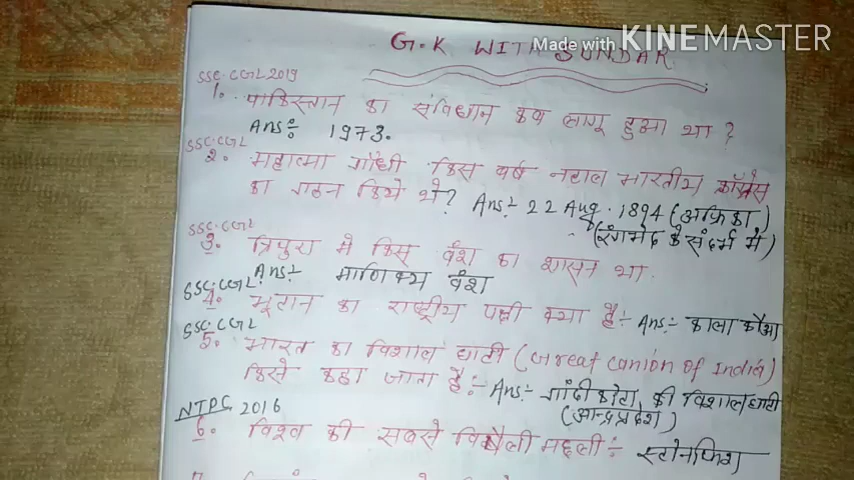 G.K WITH SUNDAR
Made with KINEMASTER
SSC-CGL 2019
1. पाकिस्तान का संविधान कब लागू हुआ था?
Ans: 1973.
SSC-CGL
2. महात्मा गाँधी किस वर्ष नटाल भारतीय काँग्रेस
का गठन किये थे? Ans: 22 Aug. 1894 (अफ्रिका)
(रंगभेद के संदर्भ में)
SSC-CGL
3. त्रिपुरा मे किस वंश का शासन था.
Ans:- माणिक्य वंश
SSC-CGL
4. भूटान का राष्ट्रीय पक्षी क्या है:- Ans:- काला कौआ
SSC-CGL
5. भारत का विशाल घाटी (Great canion of India)
किसे कहा जाता है:- Ans:- गांदी कोटा की विशाल घाटी
(आन्ध्रप्रदेश)
NTPC 2016
6. विश्व की सबसे विषैली मछली:- स्टोनफिश